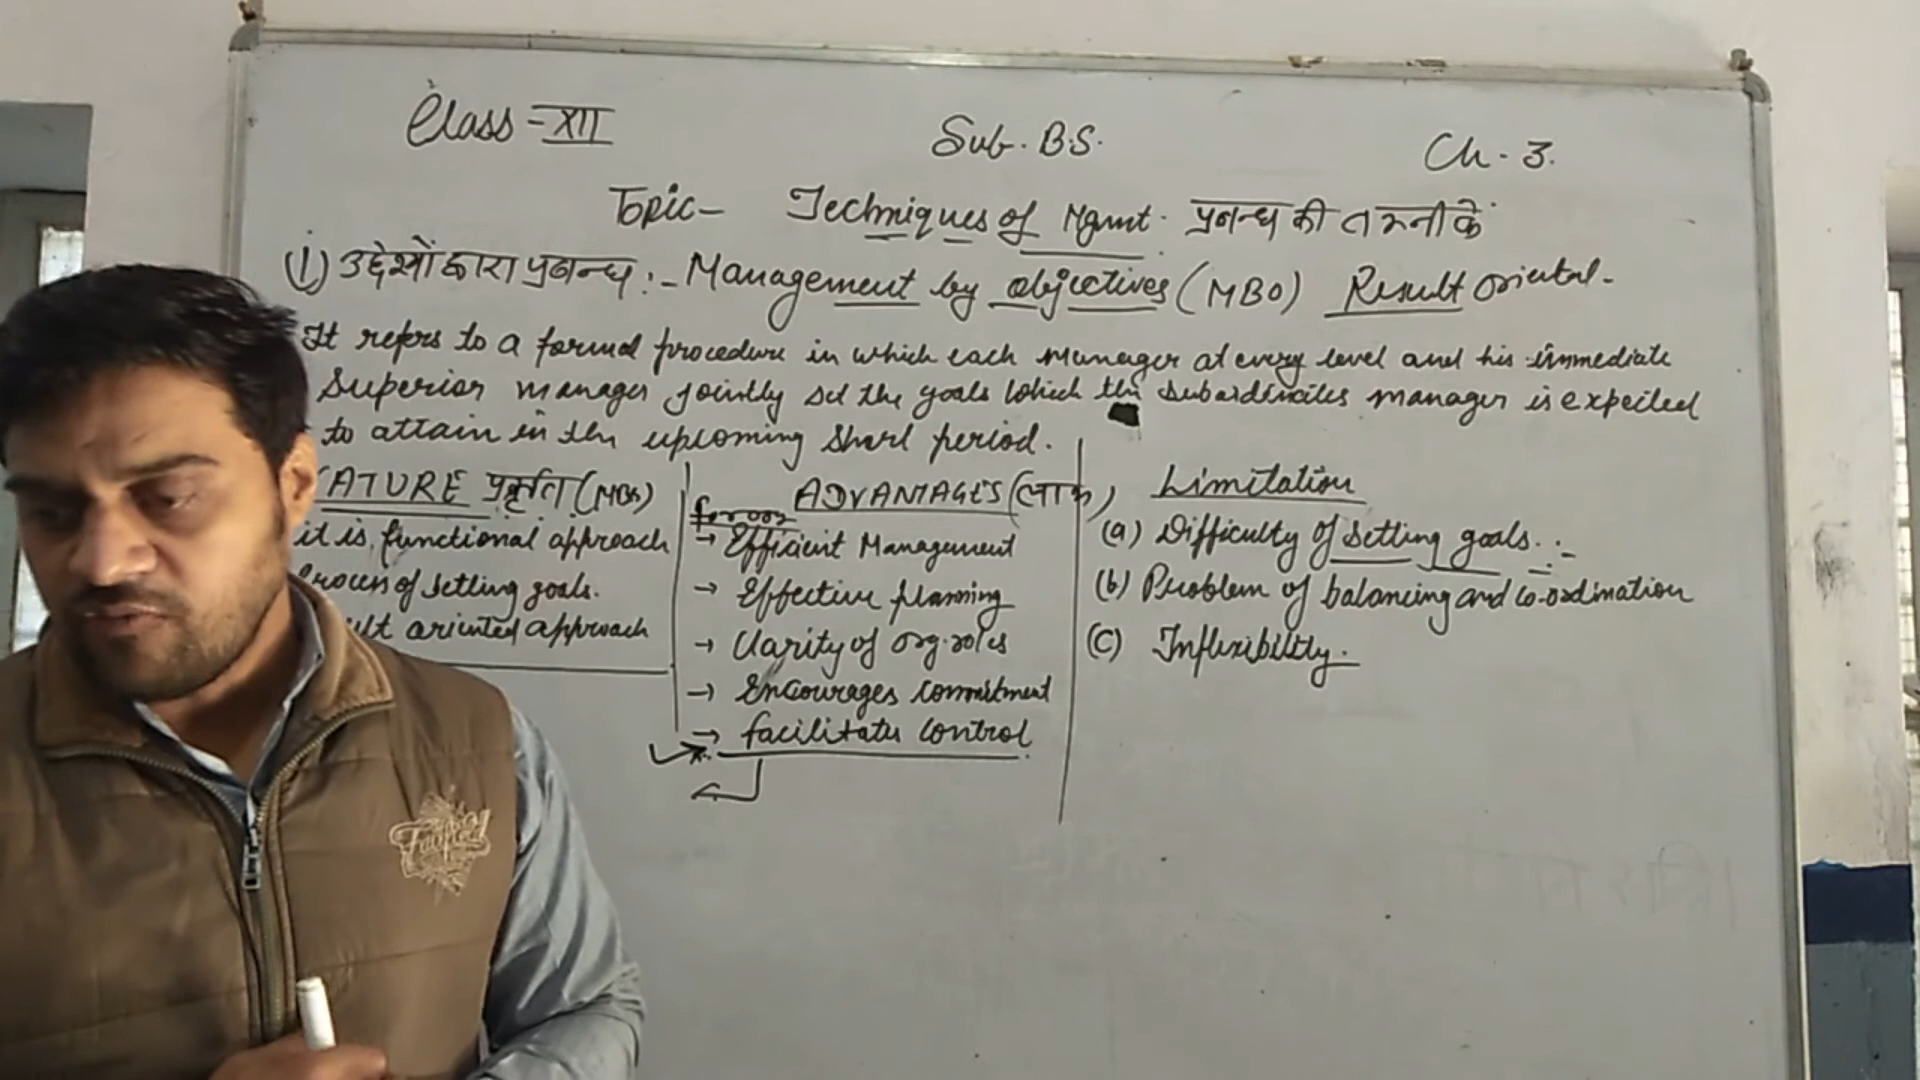 Class - XII
Sub. B.S.
Ch. 3.
Topic- Techniques of Mgmt. प्रबन्ध की तकनीकें
(1) उद्देश्यों द्वारा प्रबन्ध :- Management by objectives (MBO) Result oriental-
It refers to a formal procedure in which each manager at every level and his immediate
Superior manager jointly set the goals which the subordinates manager is expected
to attain in the upcoming short period.
ATURE प्रकृति (MBO)
it is functional approach
Process of setting goals.
ult oriented approach
ADVANTAGES (लाभ)
for org
→ Efficient Management
→ Effective planning
→ Clarity of org. roles
→ Encourages commitment
→ facilitates control
Limitation
(a) Difficulty of setting goals. :-
(b) Problem of balancing and co-ordination
(c) Inflexibility.